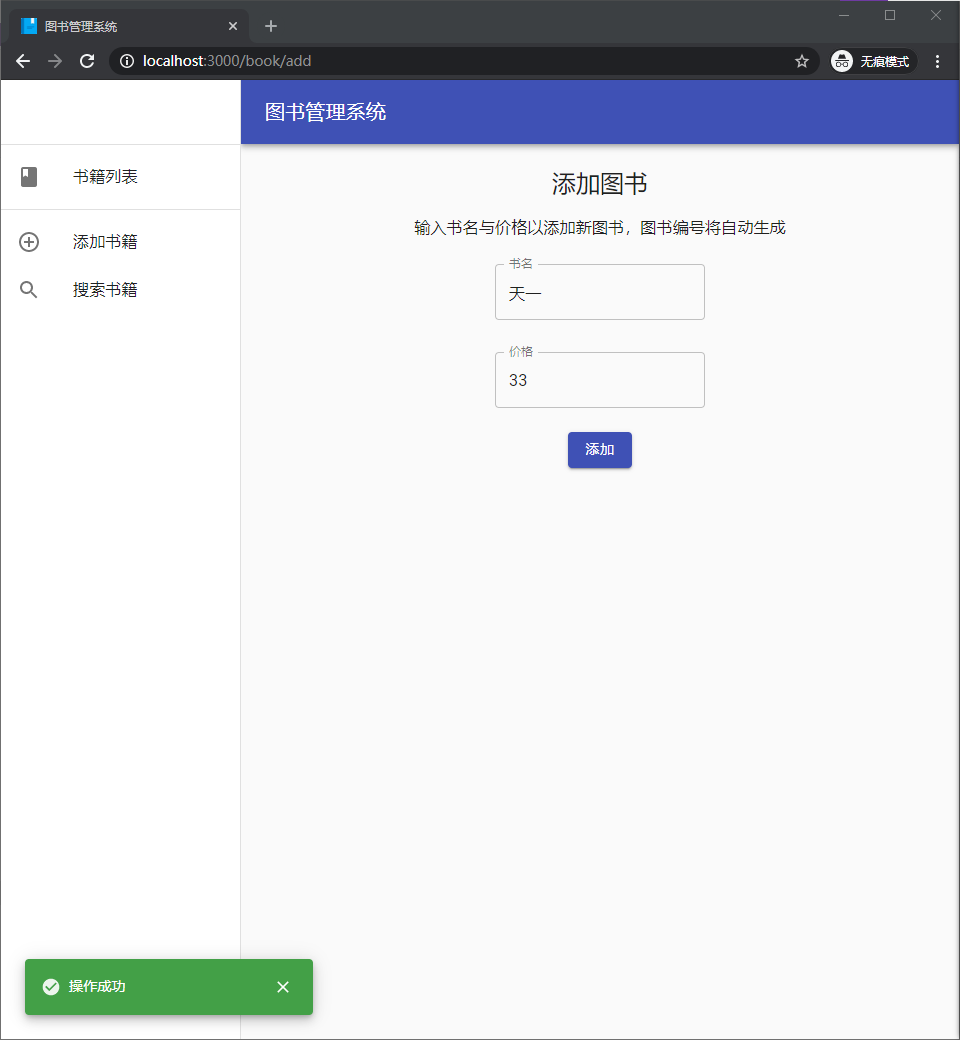 图书管理系统
localhost:3000/book/add
无痕模式
图书管理系统
书籍列表
添加书籍
搜索书籍
添加图书
输入书名与价格以添加新图书，图书编号将自动生成
书名
天一
价格
33
添加
操作成功